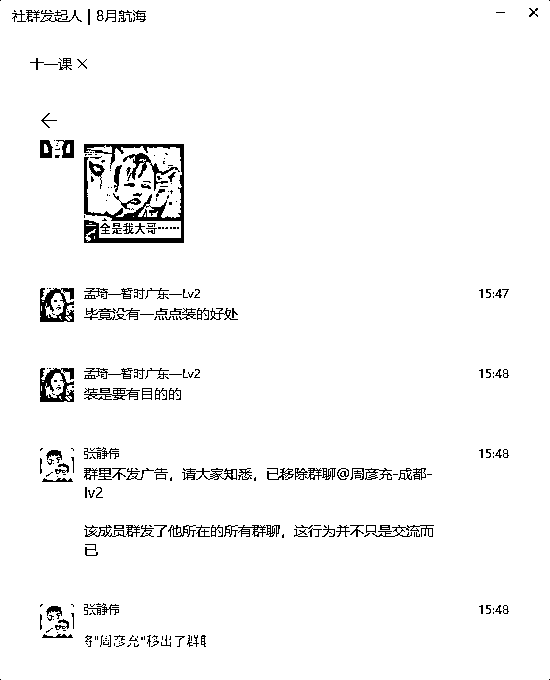 社群发起人 | 8月航海
十一课 ×
全是我大哥……
孟琦—暂时广东—Lv2 15:47
毕竟没有一点点装的好处
孟琦—暂时广东—Lv2 15:48
装是要有目的的
张静伟 15:48
群里不发广告，请大家知悉，已移除群聊@周彦充-成都-
lv2
该成员群发了他所在的所有群聊，这行为并不只是交流而
已
张静伟 15:48
将"周彦充"移出了群聊